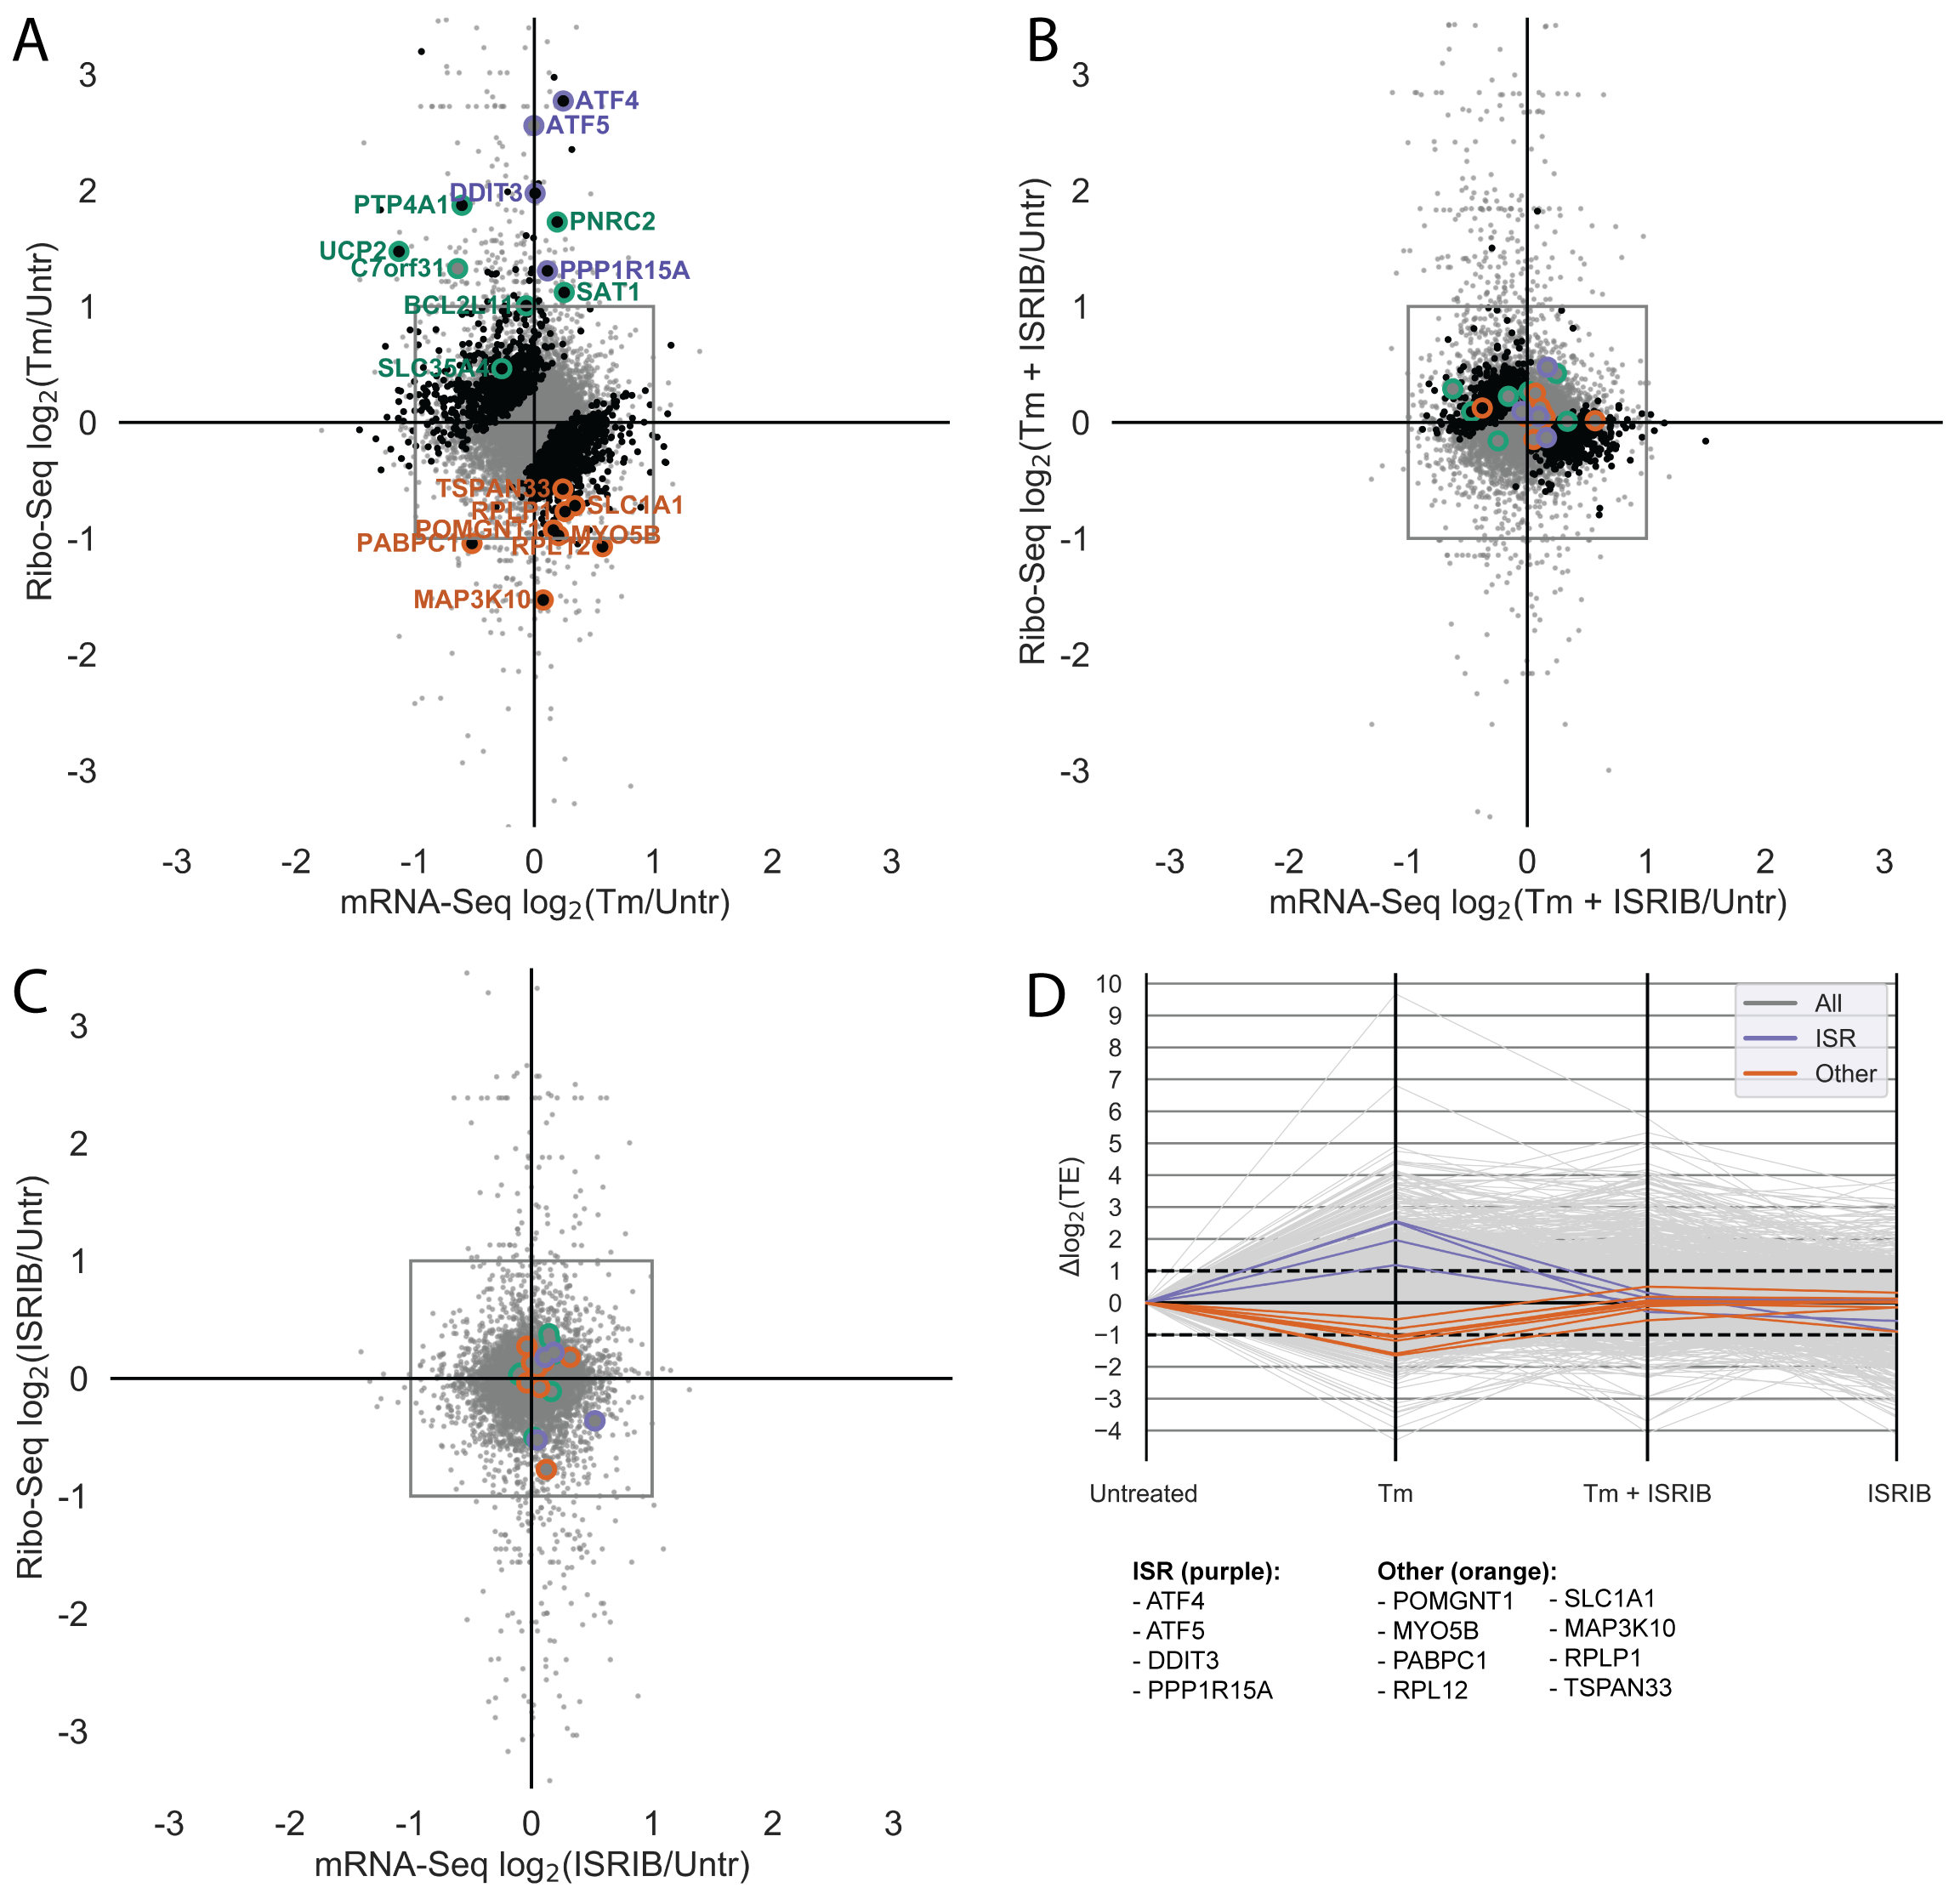 A
3
2
1
0
-1
-2
-3
Ribo-Seq log2(Tm/Untr)
ATF4
ATF5
DDIT3
PTP4A1
PNRC2
UCP2
C7orf31
PPP1R15A
SAT1
BCL2L11
SLC35A4
TSPAN33
SLC1A1
RPLP1
POMGNT1
MYO5B
PABPC1
RPL12
MAP3K10
-3 -2 -1 0 1 2 3
mRNA-Seq log2(Tm/Untr)
B
3
2
1
0
-1
-2
-3
Ribo-Seq log2(Tm + ISRIB/Untr)
-3 -2 -1 0 1 2 3
mRNA-Seq log2(Tm + ISRIB/Untr)
C
3
2
1
0
-1
-2
-3
Ribo-Seq log2(ISRIB/Untr)
-3 -2 -1 0 1 2 3
mRNA-Seq log2(ISRIB/Untr)
D
10
9
8
7
6
5
4
3
2
1
0
−1
−2
−3
−4
Δlog2(TE)
All
ISR
Other
Untreated Tm Tm + ISRIB ISRIB
ISR (purple):
- ATF4
- ATF5
- DDIT3
- PPP1R15A
Other (orange):
- POMGNT1
- MYO5B
- PABPC1
- RPL12
- SLC1A1
- MAP3K10
- RPLP1
- TSPAN33